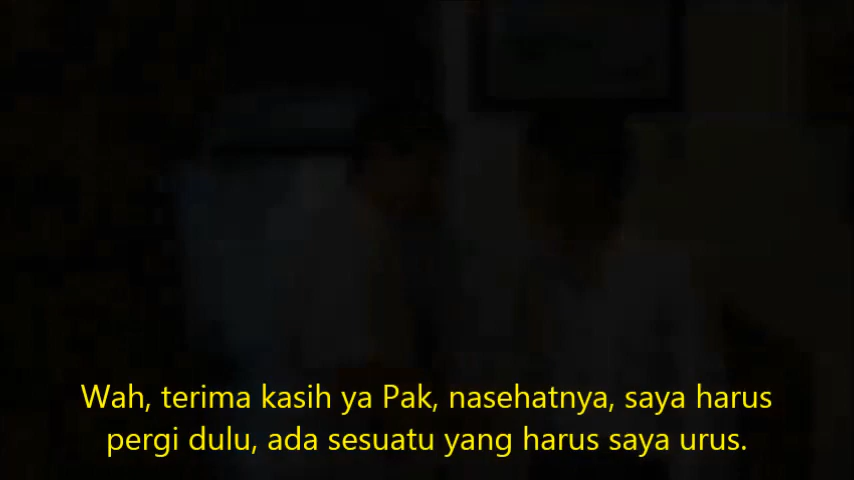 Wah, terima kasih ya Pak, nasehatnya, saya harus
pergi dulu, ada sesuatu yang harus saya urus.